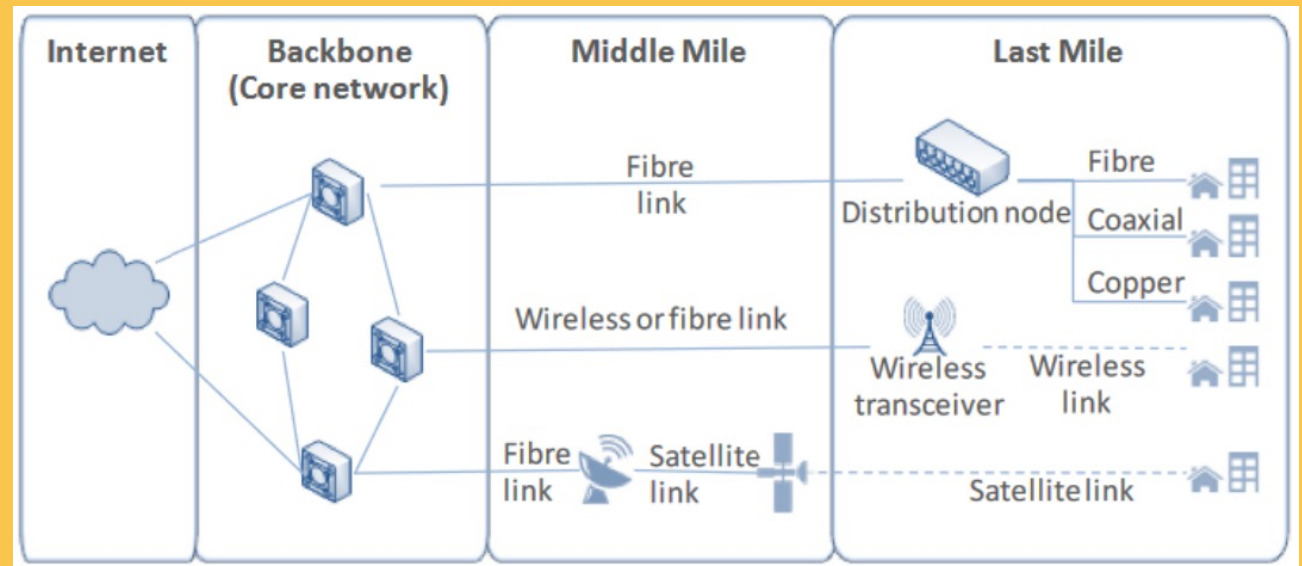 Internet
Backbone
(Core network)
Middle Mile
Last Mile
Fibre
link
Distribution node
Fibre
Coaxial
Copper
Wireless or fibre link
Wireless
transceiver
Wireless
link
Fibre
link
Satellite
link
Satellite link